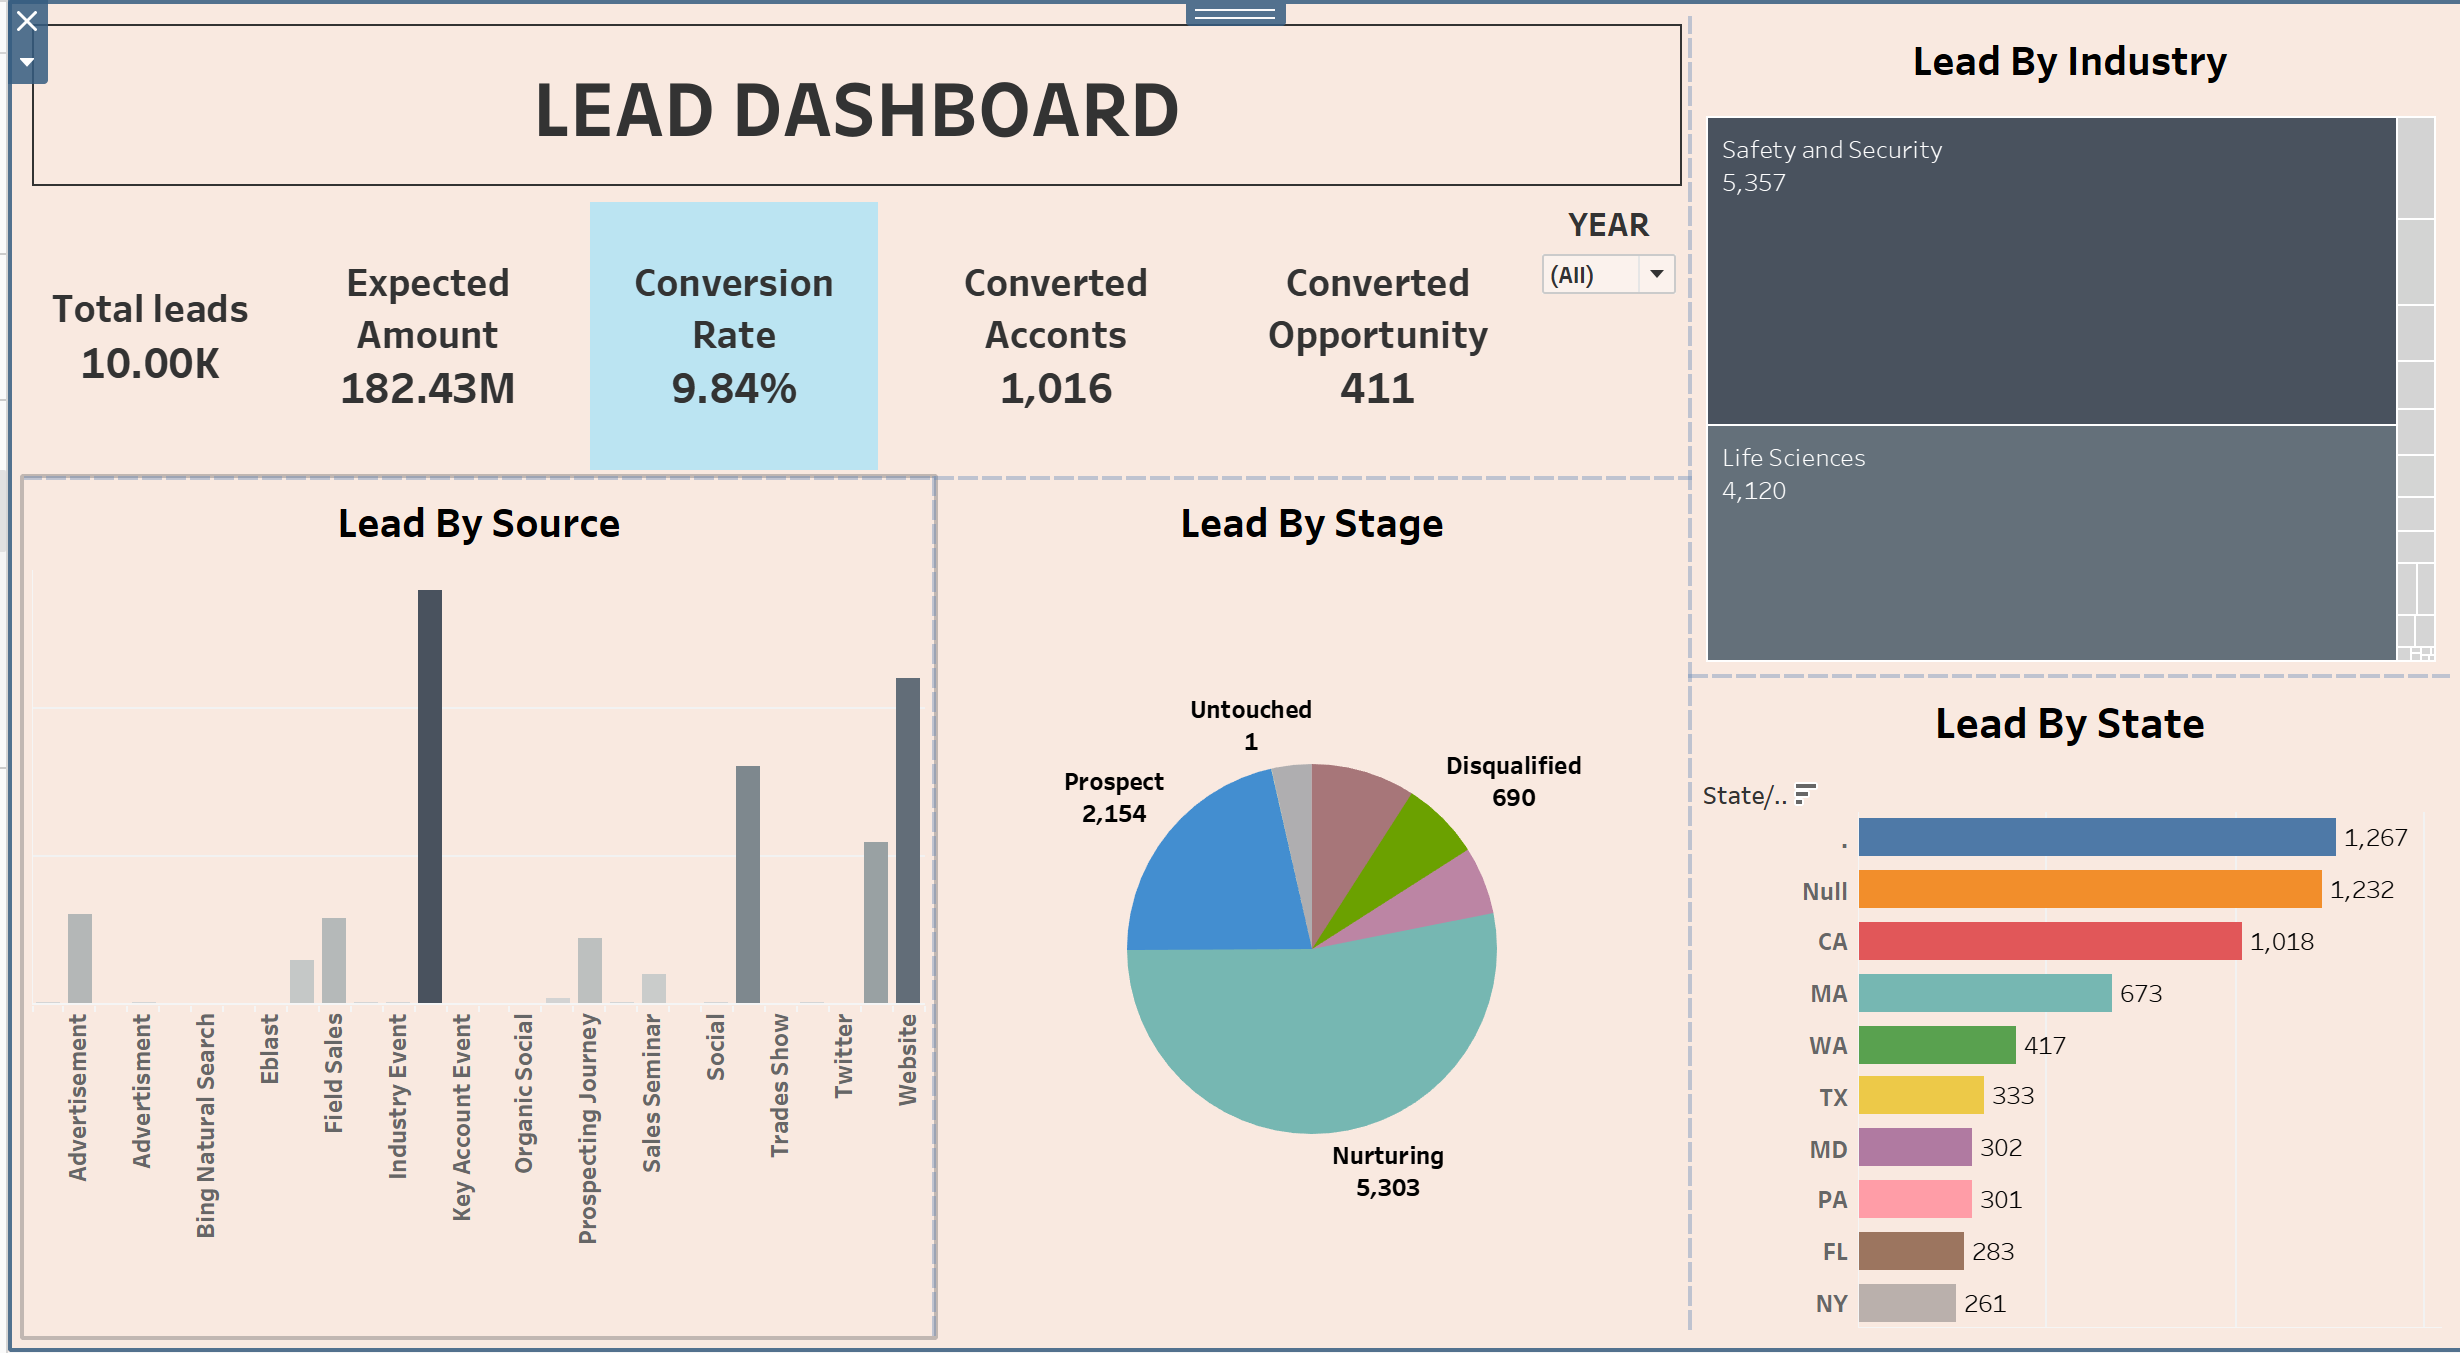 LEAD DASHBOARD
Total leads
10.00K
Expected
Amount
182.43M
Conversion
Rate
9.84%
Converted
Acconts
1,016
Converted
Opportunity
411
YEAR
(All)
Lead By Source
Advertisement
Advertisment
Bing Natural Search
Eblast
Field Sales
Industry Event
Key Account Event
Organic Social
Prospecting Journey
Sales Seminar
Social
Trades Show
Twitter
Website
Lead By Stage
Untouched
1
Prospect
2,154
Disqualified
690
Nurturing
5,303
Lead By Industry
Safety and Security
5,357
Life Sciences
4,120
Lead By State
State/..
. 1,267
Null 1,232
CA 1,018
MA 673
WA 417
TX 333
MD 302
PA 301
FL 283
NY 261